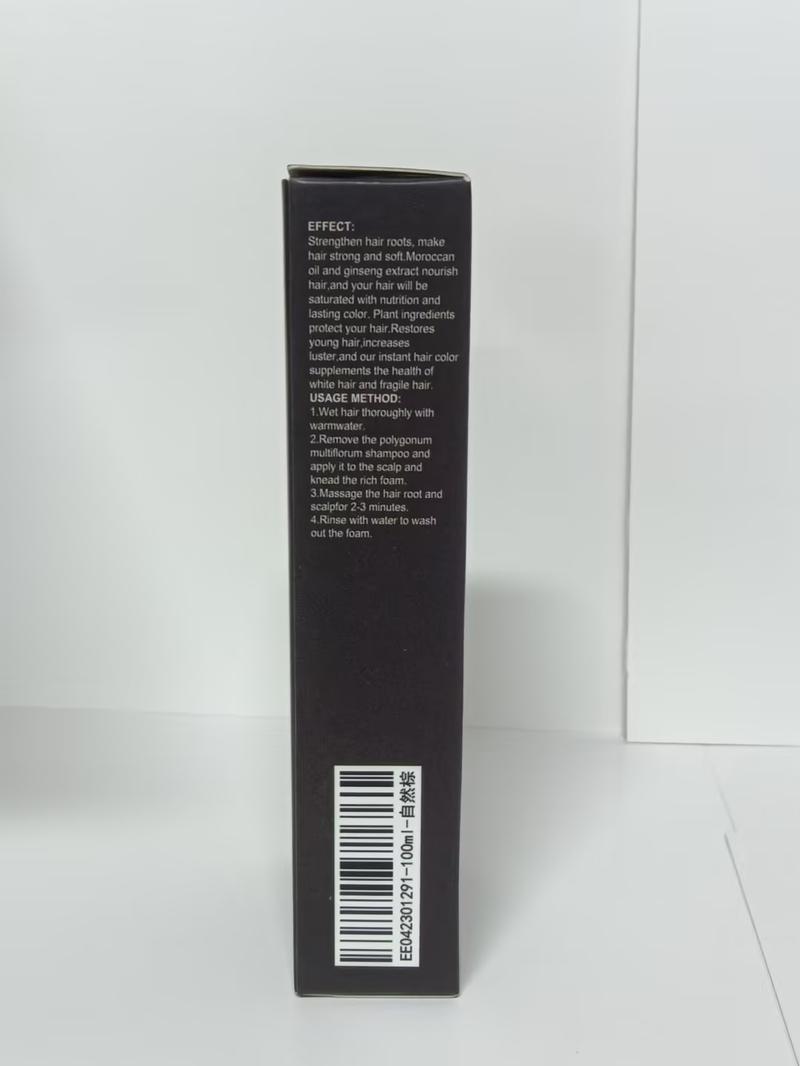 EFFECT:
Strengthen hair roots, make
hair strong and soft.Moroccan
oil and ginseng extract nourish
hair,and your hair will be
saturated with nutrition and
lasting color. Plant ingredients
protect your hair.Restores
young hair,increases
luster,and our instant hair color
supplements the health of
white hair and fragile hair.
USAGE METHOD:
1.Wet hair thoroughly with
warmwater.
2.Remove the polygonum
multiflorum shampoo and
apply it to the scalp and
knead the rich foam.
3.Massage the hair root and
scalpfor 2-3 minutes.
4.Rinse with water to wash
out the foam.
EE042301291-100ml-自然棕